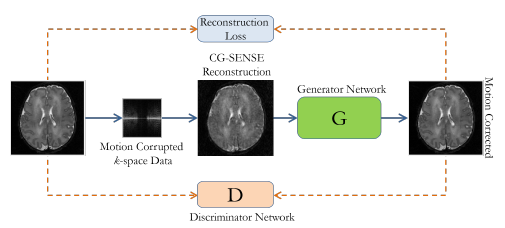 Reconstruction
Loss
CG-SENSE
Reconstruction
Generator Network
G
Motion Corrected
Motion Corrupted
k-space Data
D
Discriminator Network